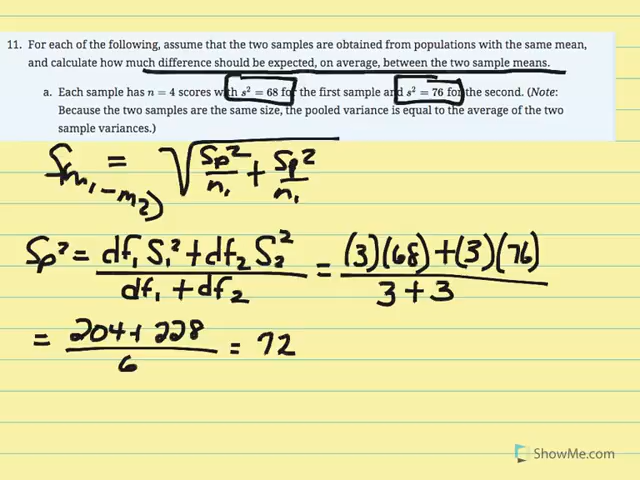 11. For each of the following, assume that the two samples are obtained from populations with the same mean,
and calculate how much difference should be expected, on average, between the two sample means.
a. Each sample has n = 4 scores with s² = 68 for the first sample and s² = 76 for the second. (Note:
Because the two samples are the same size, the pooled variance is equal to the average of the two
sample variances.)
S(m₁ − m₂) = √(Sp²/n₁ + Sp²/n₁)
Sp² = (df₁ S₁² + df₂ S₂²)/(df₁ + df₂) = ((3)(68) + (3)(76))/(3 + 3)
= (204 + 228)/6 = 72
ShowMe.com